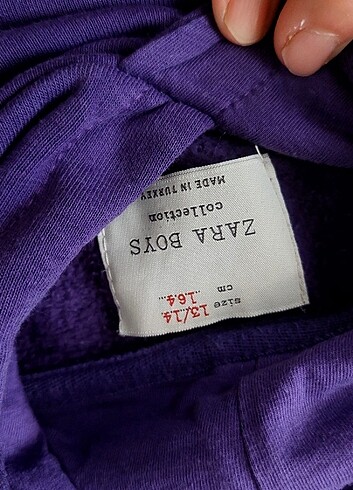 ZARA BOYS
collection
MADE IN TURKEY
size 13/14
cm .164..